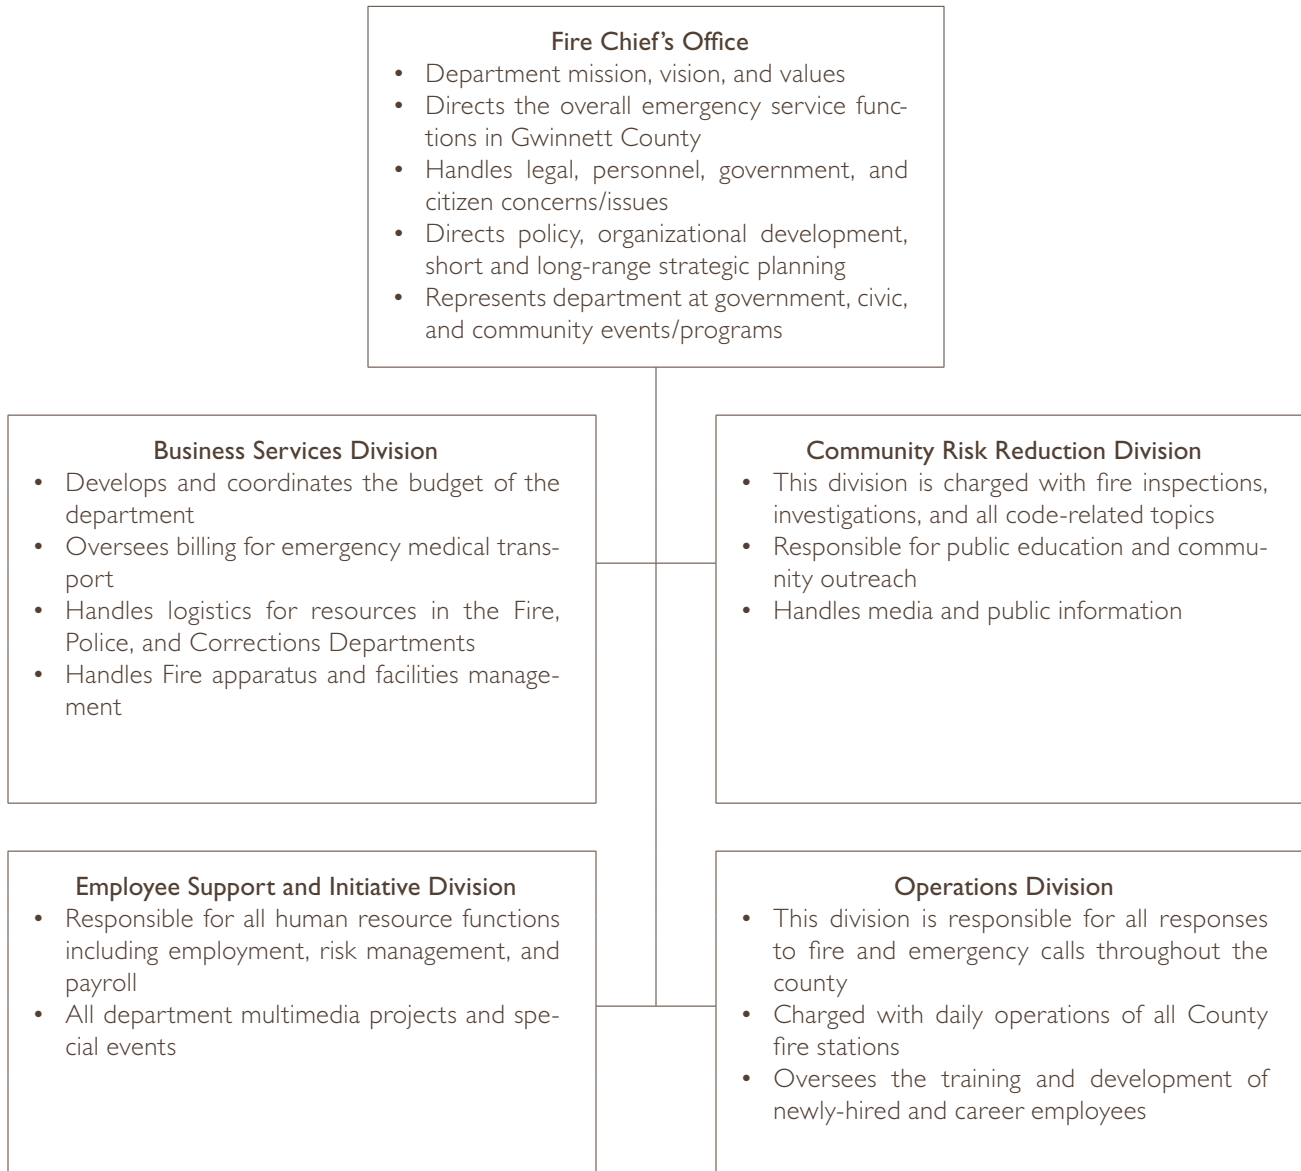 Fire Chief’s Office
• Department mission, vision, and values
• Directs the overall emergency service func-
tions in Gwinnett County
• Handles legal, personnel, government, and
citizen concerns/issues
• Directs policy, organizational development,
short and long-range strategic planning
• Represents department at government, civic,
and community events/programs
Business Services Division
• Develops and coordinates the budget of the
department
• Oversees billing for emergency medical trans-
port
• Handles logistics for resources in the Fire,
Police, and Corrections Departments
• Handles Fire apparatus and facilities manage-
ment
Community Risk Reduction Division
• This division is charged with fire inspections,
investigations, and all code-related topics
• Responsible for public education and commu-
nity outreach
• Handles media and public information
Employee Support and Initiative Division
• Responsible for all human resource functions
including employment, risk management, and
payroll
• All department multimedia projects and spe-
cial events
Operations Division
• This division is responsible for all responses
to fire and emergency calls throughout the
county
• Charged with daily operations of all County
fire stations
• Oversees the training and development of
newly-hired and career employees